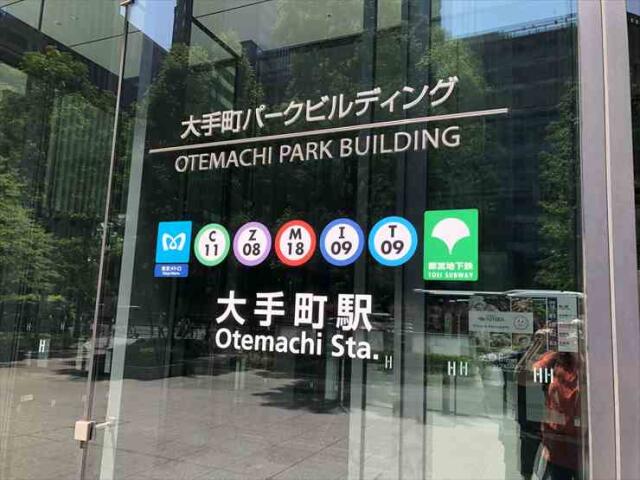 大手町パークビルディング
OTEMACHI PARK BUILDING
C 11
Z 08
M 18
I 09
T 09
東京メトロ
都営地下鉄
TOEI SUBWAY
大手町駅
Otemachi Sta.
H
H
HH
HH